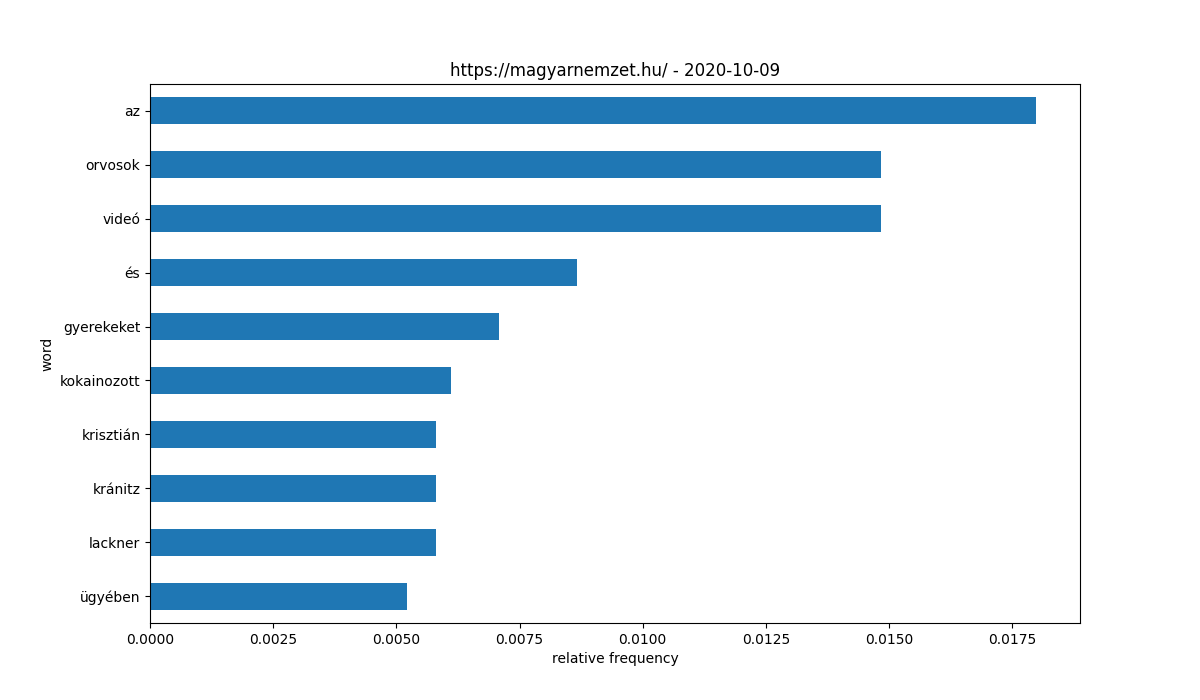 https://magyarnemzet.hu/ - 2020-10-09
word
az
orvosok
videó
és
gyerekeket
kokainozott
krisztián
kránitz
lackner
ügyében
0.0000 0.0025 0.0050 0.0075 0.0100 0.0125 0.0150 0.0175
relative frequency